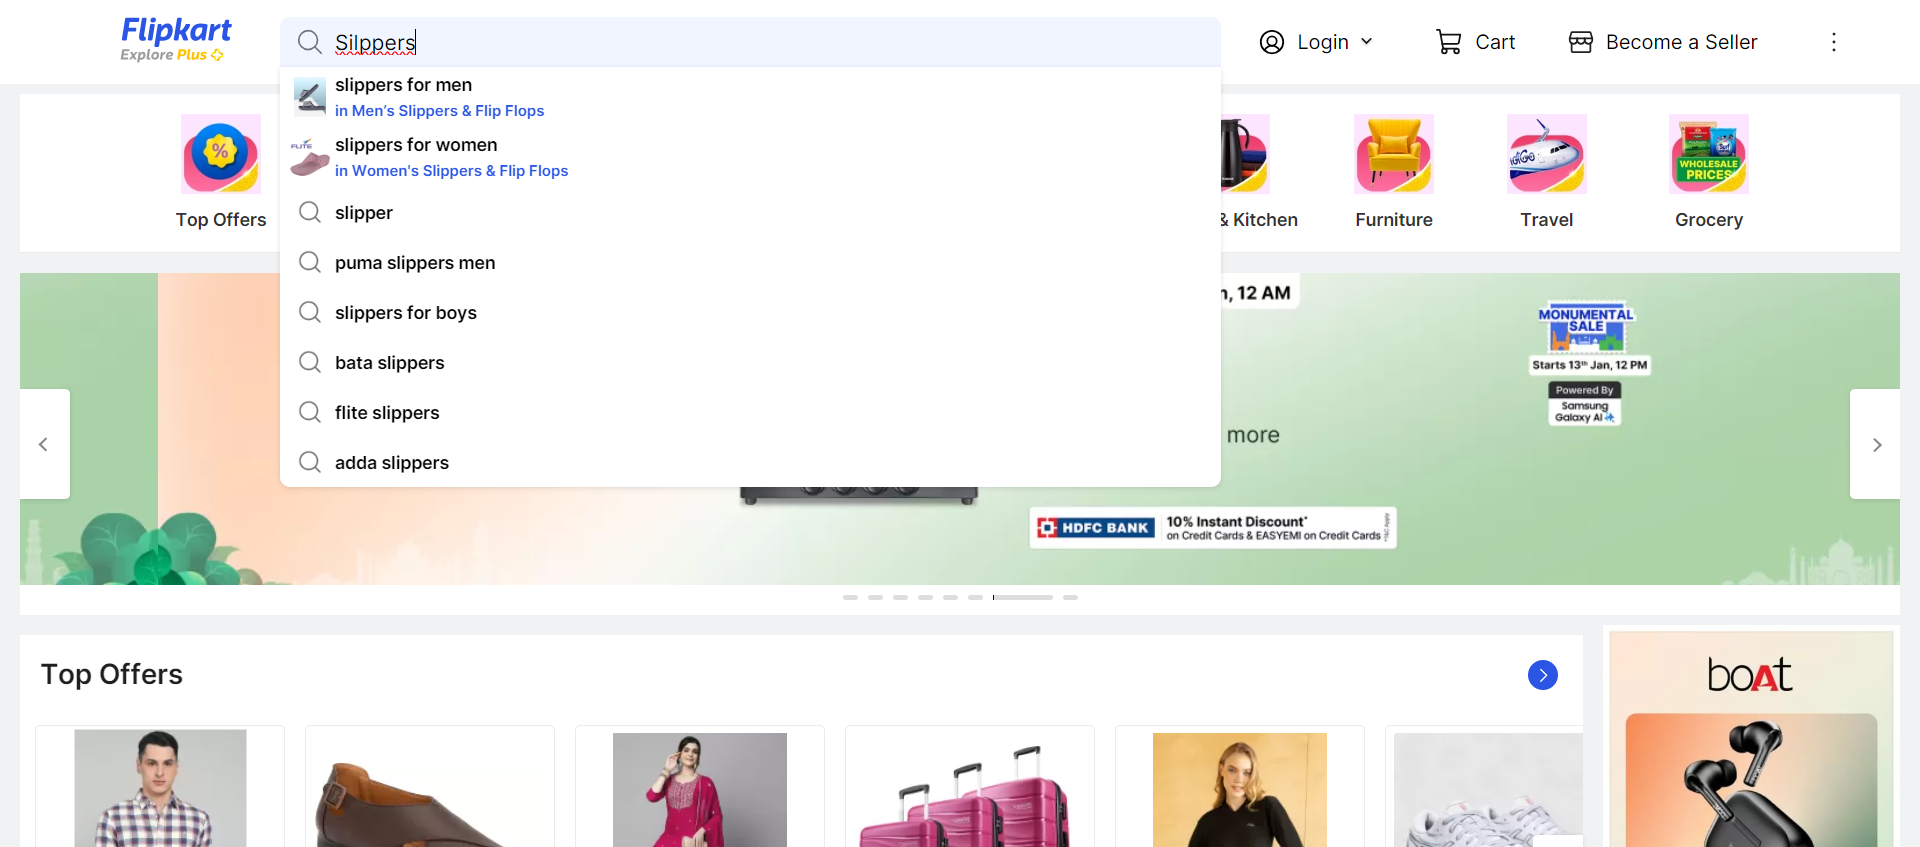 Flipkart
Explore Plus
Silppers
Login
Cart
Become a Seller
slippers for men
in Men’s Slippers & Flip Flops
FLITE
slippers for women
in Women's Slippers & Flip Flops
slipper
puma slippers men
slippers for boys
bata slippers
flite slippers
adda slippers
%
Top Offers
& Kitchen
Furniture
IndiGo
Travel
WHOLESALE
PRICES
Grocery
n, 12 AM
more
MONUMENTAL
SALE
Starts 13th Jan, 12 PM
Powered By
Samsung
Galaxy AI
HDFC BANK
10% Instant Discount*
on Credit Cards & EASYEMI on Credit Cards
*T&C Apply
Top Offers
boAt